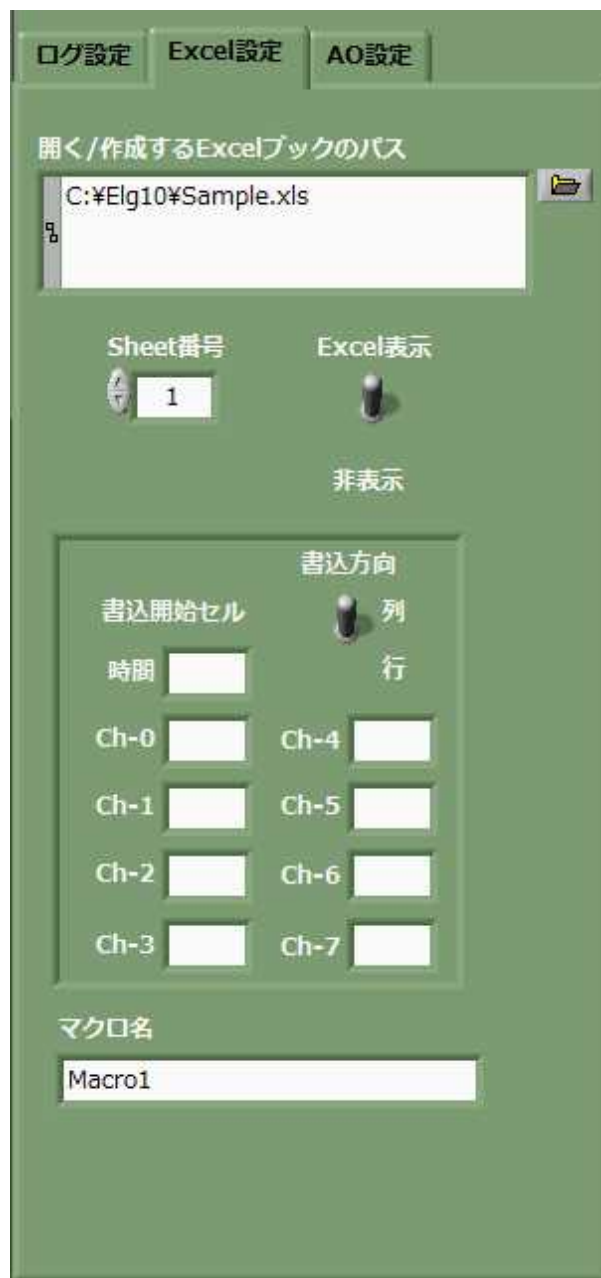 ログ設定 Excel設定 AO設定
開く/作成するExcelブックのパス
C:¥Elg10¥Sample.xls
Sheet番号 Excel表示
1
非表示
書込方向
書込開始セル 列
時間 行
Ch-0 Ch-4
Ch-1 Ch-5
Ch-2 Ch-6
Ch-3 Ch-7
マクロ名
Macro1